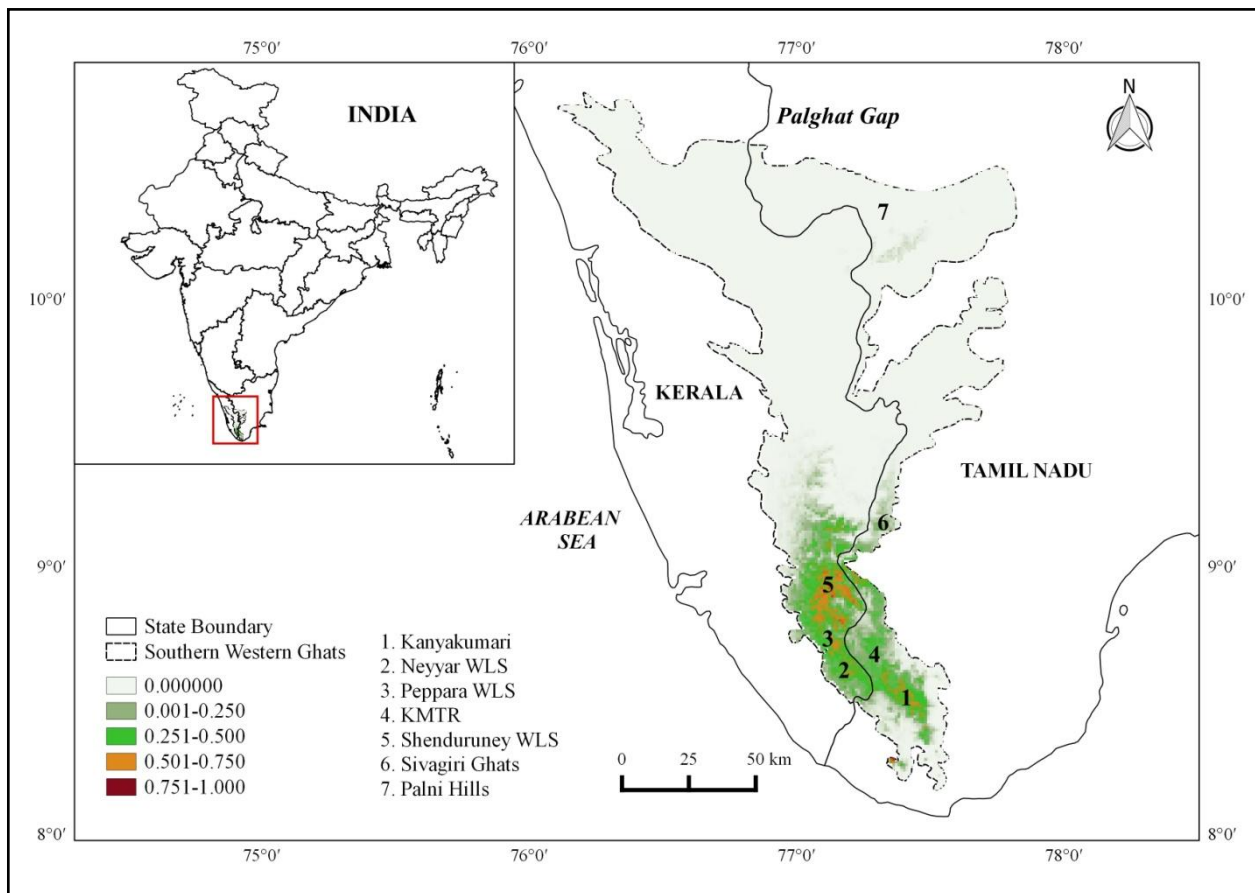 75°0′
76°0′
77°0′
78°0′
INDIA
Palghat Gap
N
7
10°0′
10°0′
KERALA
TAMIL NADU
6
ARABEAN
SEA
9°0′
9°0′
5
3
4
2
1
State Boundary
Southern Western Ghats
0.000000
0.001-0.250
0.251-0.500
0.501-0.750
0.751-1.000
1. Kanyakumari
2. Neyyar WLS
3. Peppara WLS
4. KMTR
5. Shenduruney WLS
6. Sivagiri Ghats
7. Palni Hills
0 25 50 km
8°0′
8°0′
75°0′
76°0′
77°0′
78°0′